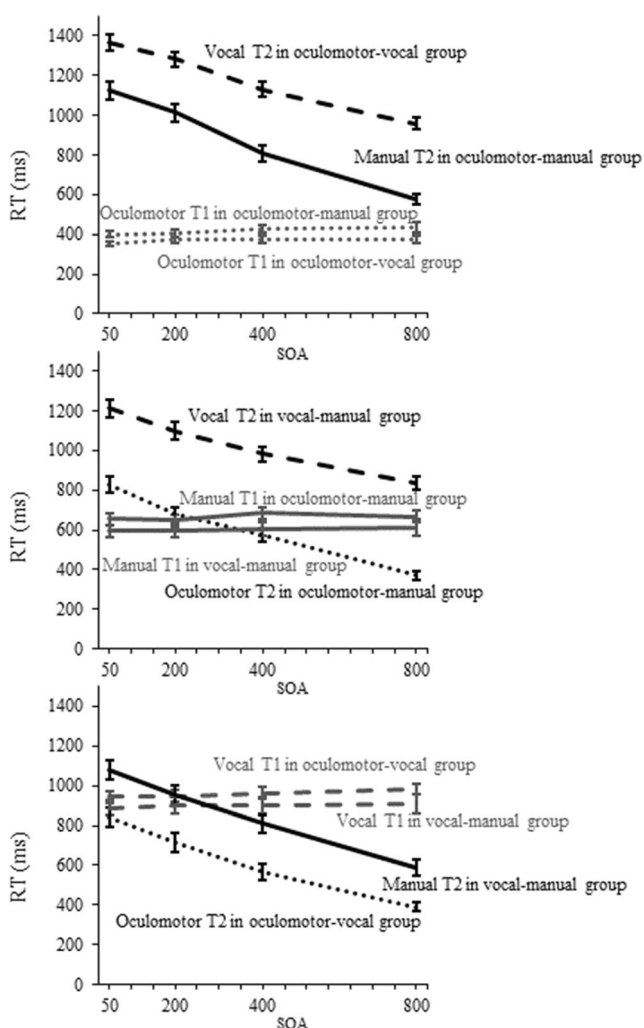 1400
1200
1000
800
600
400
200
0
RT (ms)
Vocal T2 in oculomotor-vocal group
Manual T2 in oculomotor-manual group
Oculomotor T1 in oculomotor-manual group
Oculomotor T1 in oculomotor-vocal group
50 200 400 800
SOA
1400
1200
1000
800
600
400
200
0
RT (ms)
Vocal T2 in vocal-manual group
Manual T1 in oculomotor-manual group
Manual T1 in vocal-manual group
Oculomotor T2 in oculomotor-manual group
50 200 400 800
SOA
1400
1200
1000
800
600
400
200
0
RT (ms)
Vocal T1 in oculomotor-vocal group
Vocal T1 in vocal-manual group
Manual T2 in vocal-manual group
Oculomotor T2 in oculomotor-vocal group
50 200 400 800
SOA